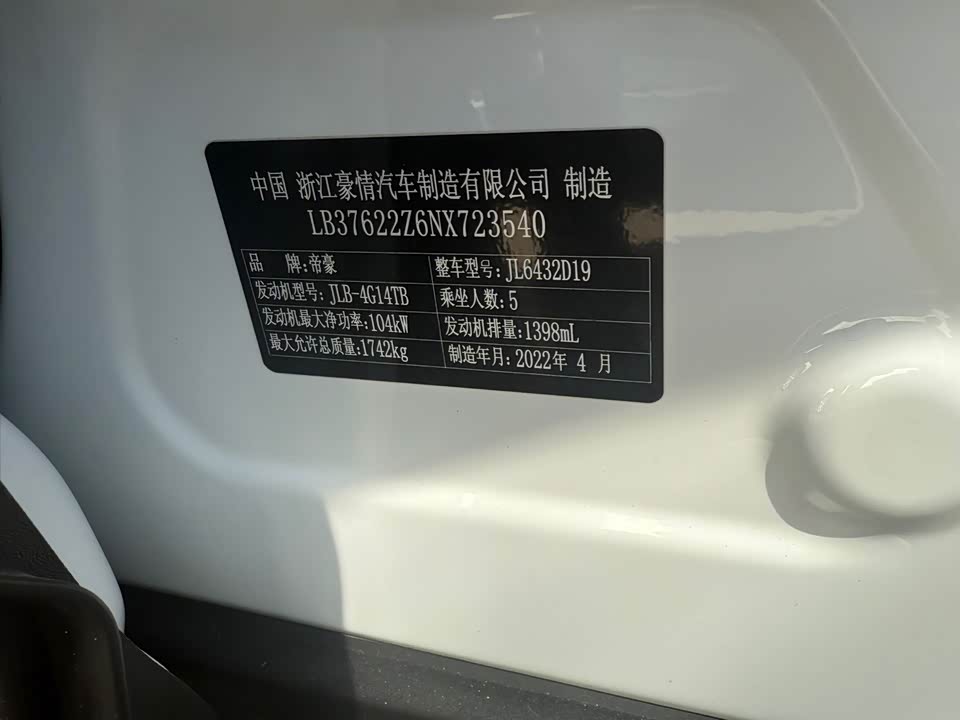 中国 浙江豪情汽车制造有限公司 制造
LB37622Z6NX723540
品 牌:帝豪 整车型号:JL6432D19
发动机型号:JLB-4G14TB 乘坐人数:5
发动机最大净功率:104kW 发动机排量:1398mL
最大允许总质量:1742kg 制造年月:2022年 4 月